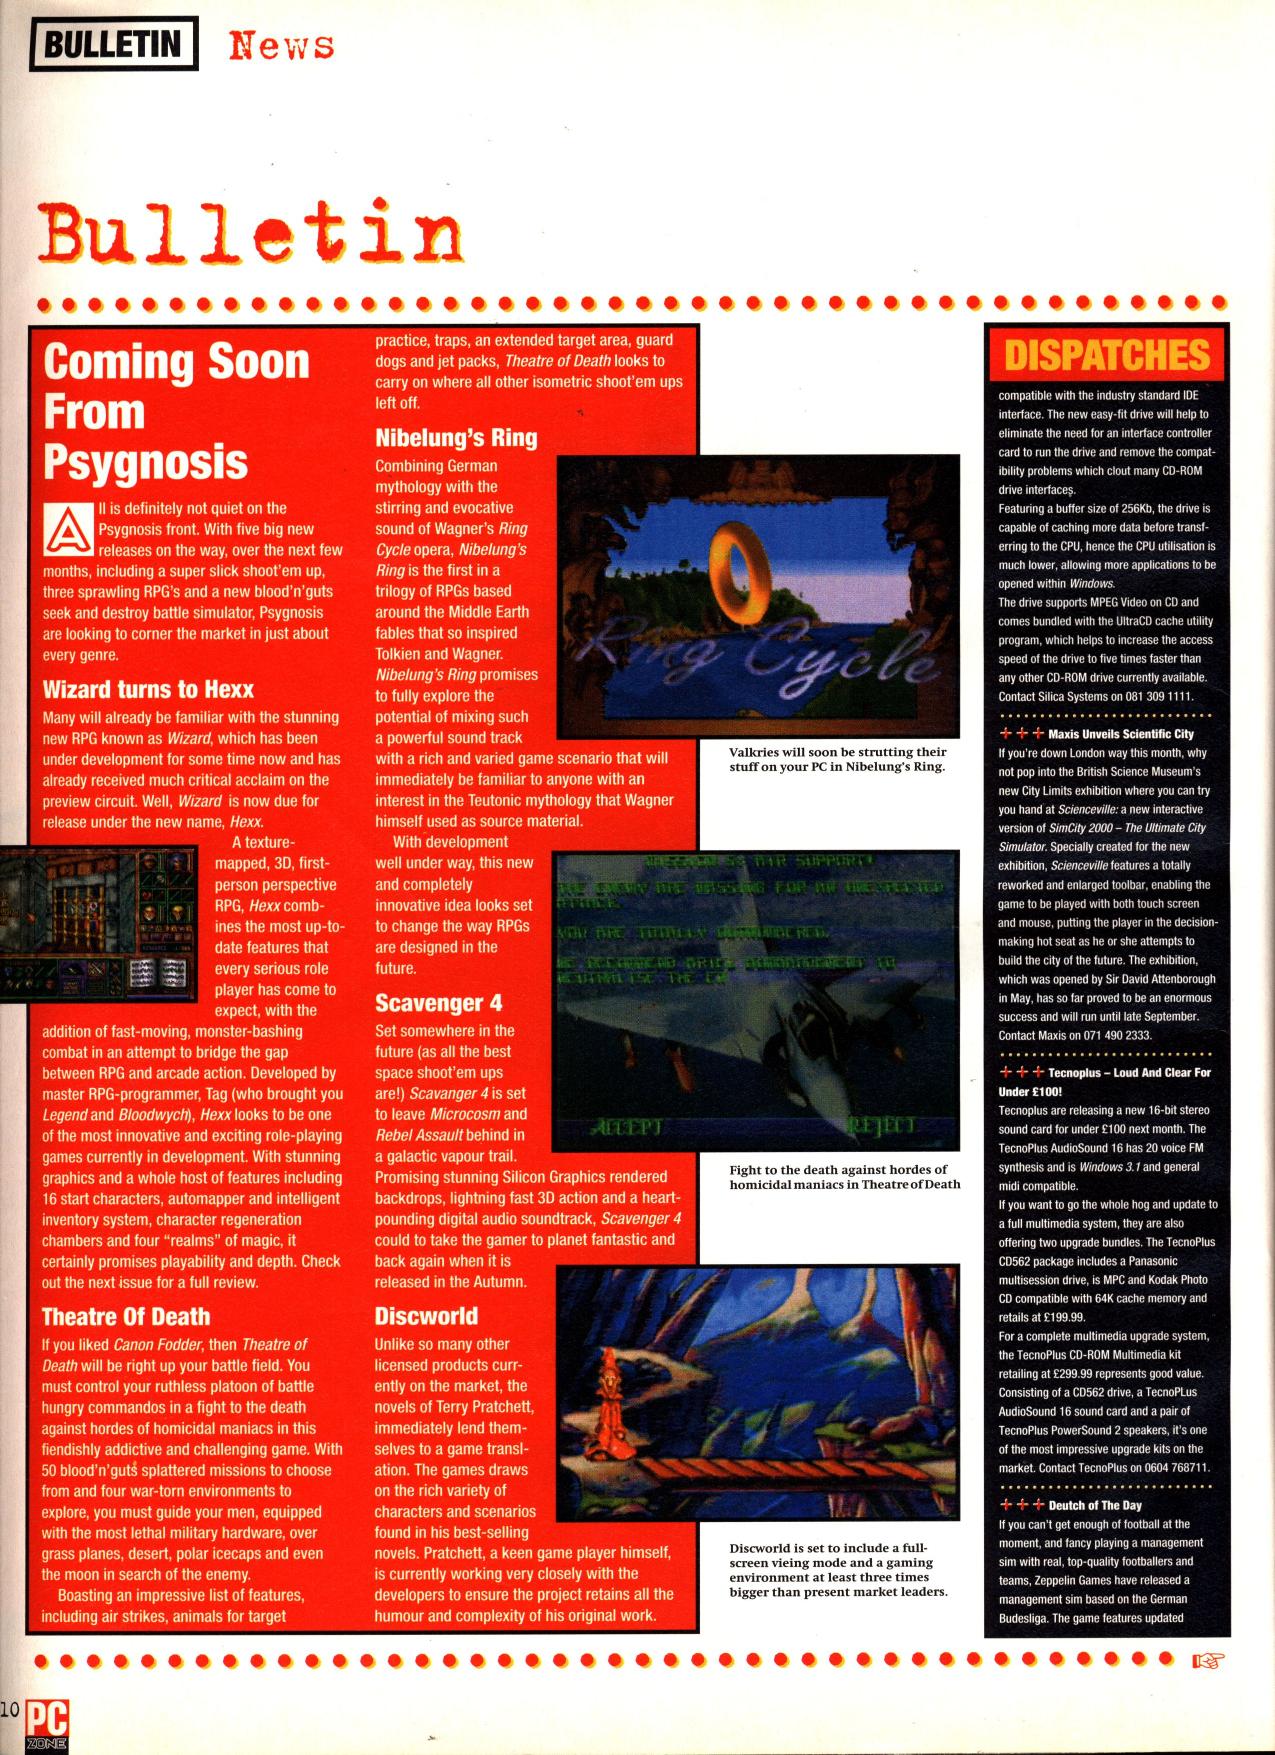 BULLETIN News
Bulletin
Coming Soon
From
Psygnosis
All is definitely not quiet on the
Psygnosis front. With five big new
releases on the way, over the next few
months, including a super slick shoot'em up,
three sprawling RPG's and a new blood'n'guts
seek and destroy battle simulator, Psygnosis
are looking to corner the market in just about
every genre.
Wizard turns to Hexx
Many will already be familiar with the stunning
new RPG known as Wizard, which has been
under development for some time now and has
already received much critical acclaim on the
preview circuit. Well, Wizard is now due for
release under the new name, Hexx.
A texture-
mapped, 3D, first-
person perspective
RPG, Hexx comb-
ines the most up-to-
date features that
every serious role
player has come to
expect, with the
addition of fast-moving, monster-bashing
combat in an attempt to bridge the gap
between RPG and arcade action. Developed by
master RPG-programmer, Tag (who brought you
Legend and Bloodwych), Hexx looks to be one
of the most innovative and exciting role-playing
games currently in development. With stunning
graphics and a whole host of features including
16 start characters, automapper and intelligent
inventory system, character regeneration
chambers and four "realms" of magic, it
certainly promises playability and depth. Check
out the next issue for a full review.
Theatre Of Death
If you liked Canon Fodder, then Theatre of
Death will be right up your battle field. You
must control your ruthless platoon of battle
hungry commandos in a fight to the death
against hordes of homicidal maniacs in this
fiendishly addictive and challenging game. With
50 blood'n'guts splattered missions to choose
from and four war-torn environments to
explore, you must guide your men, equipped
with the most lethal military hardware, over
grass planes, desert, polar icecaps and even
the moon in search of the enemy.
Boasting an impressive list of features,
including air strikes, animals for target
practice, traps, an extended target area, guard
dogs and jet packs, Theatre of Death looks to
carry on where all other isometric shoot'em ups
left off.
Nibelung's Ring
Combining German
mythology with the
stirring and evocative
sound of Wagner's Ring
Cycle opera, Nibelung's
Ring is the first in a
trilogy of RPGs based
around the Middle Earth
fables that so inspired
Tolkien and Wagner.
Nibelung's Ring promises
to fully explore the
potential of mixing such
a powerful sound track
with a rich and varied game scenario that will
immediately be familiar to anyone with an
interest in the Teutonic mythology that Wagner
himself used as source material.
With development
well under way, this new
and completely
innovative idea looks set
to change the way RPGs
are designed in the
future.
Scavenger 4
Set somewhere in the
future (as all the best
space shoot'em ups
are!) Scavanger 4 is set
to leave Microcosm and
Rebel Assault behind in
a galactic vapour trail.
Promising stunning Silicon Graphics rendered
backdrops, lightning fast 3D action and a heart-
pounding digital audio soundtrack, Scavenger 4
could to take the gamer to planet fantastic and
back again when it is
released in the Autumn.
Discworld
Unlike so many other
licensed products curr-
ently on the market, the
novels of Terry Pratchett,
immediately lend them-
selves to a game transl-
ation. The games draws
on the rich variety of
characters and scenarios
found in his best-selling
novels. Pratchett, a keen game player himself,
is currently working very closely with the
developers to ensure the project retains all the
humour and complexity of his original work.
Ring Cycle
Valkries will soon be strutting their
stuff on your PC in Nibelung's Ring.
AIR SUPPORT
THE ENEMY ARE MASSING FOR AN UNEXPECTED
ATTACK.
YOU ARE TOTALLY OUTNUMBERED.
WE RECOMMEND
ACCEPT REJECT
Fight to the death against hordes of
homicidal maniacs in Theatre of Death
Discworld is set to include a full-
screen vieing mode and a gaming
environment at least three times
bigger than present market leaders.
DISPATCHES
compatible with the industry standard IDE
interface. The new easy-fit drive will help to
eliminate the need for an interface controller
card to run the drive and remove the compat-
ibility problems which clout many CD-ROM
drive interfaces.
Featuring a buffer size of 256Kb, the drive is
capable of caching more data before transf-
erring to the CPU, hence the CPU utilisation is
much lower, allowing more applications to be
opened within Windows.
The drive supports MPEG Video on CD and
comes bundled with the UltraCD cache utility
program, which helps to increase the access
speed of the drive to five times faster than
any other CD-ROM drive currently available.
Contact Silica Systems on 081 309 1111.
+++ Maxis Unveils Scientific City
If you're down London way this month, why
not pop into the British Science Museum's
new City Limits exhibition where you can try
you hand at Scienceville: a new interactive
version of SimCity 2000 – The Ultimate City
Simulator. Specially created for the new
exhibition, Scienceville features a totally
reworked and enlarged toolbar, enabling the
game to be played with both touch screen
and mouse, putting the player in the decision-
making hot seat as he or she attempts to
build the city of the future. The exhibition,
which was opened by Sir David Attenborough
in May, has so far proved to be an enormous
success and will run until late September.
Contact Maxis on 071 490 2333.
+++ Tecnoplus – Loud And Clear For
Under £100!
Tecnoplus are releasing a new 16-bit stereo
sound card for under £100 next month. The
TecnoPlus AudioSound 16 has 20 voice FM
synthesis and is Windows 3.1 and general
midi compatible.
If you want to go the whole hog and update to
a full multimedia system, they are also
offering two upgrade bundles. The TecnoPlus
CD562 package includes a Panasonic
multisession drive, is MPC and Kodak Photo
CD compatible with 64K cache memory and
retails at £199.99.
For a complete multimedia upgrade system,
the TecnoPlus CD-ROM Multimedia kit
retailing at £299.99 represents good value.
Consisting of a CD562 drive, a TecnoPLus
AudioSound 16 sound card and a pair of
TecnoPlus PowerSound 2 speakers, it's one
of the most impressive upgrade kits on the
market. Contact TecnoPlus on 0604 768711.
+++ Deutch of The Day
If you can't get enough of football at the
moment, and fancy playing a management
sim with real, top-quality footballers and
teams, Zeppelin Games have released a
management sim based on the German
Budesliga. The game features updated
10 PC
ZONE